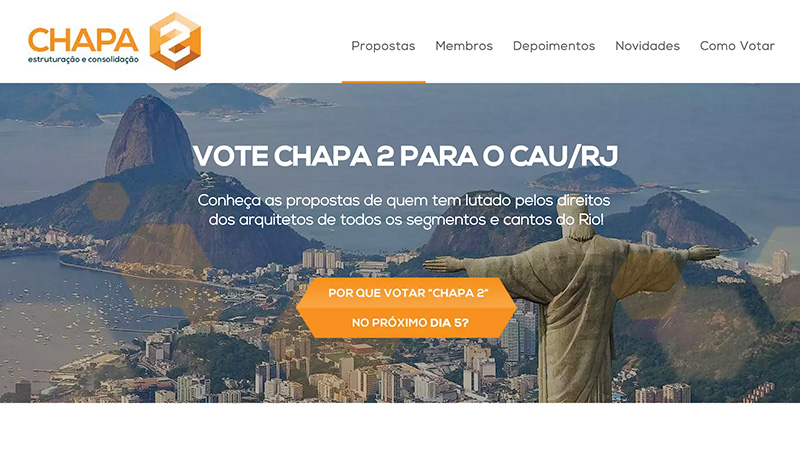 CHAPA 2
estruturação e consolidação
Propostas Membros Depoimentos Novidades Como Votar
VOTE CHAPA 2 PARA O CAU/RJ
Conheça as propostas de quem tem lutado pelos direitos
dos arquitetos de todos os segmentos e cantos do Rio!
POR QUE VOTAR "CHAPA 2"
NO PRÓXIMO DIA 5?